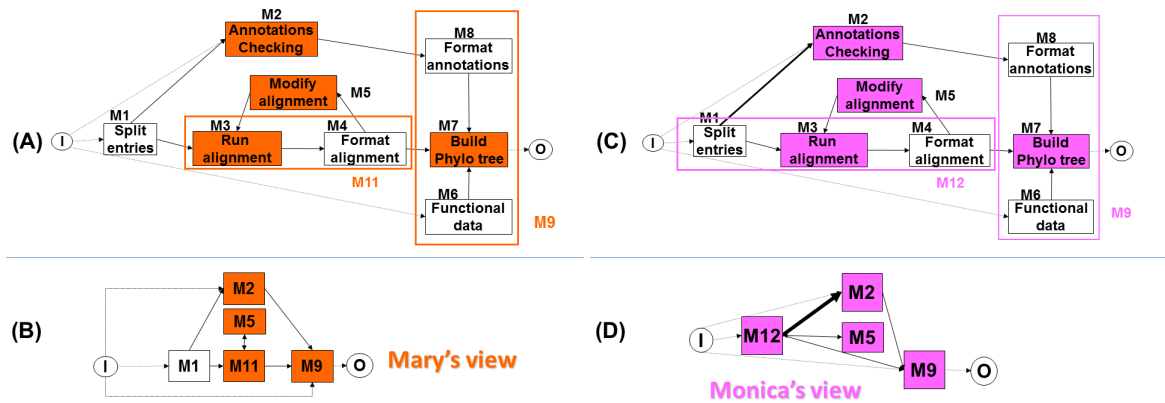 (A)
I
M1
Split
entries
M2
Annotations
Checking
Modify
alignment
M5
M3
Run
alignment
M4
Format
alignment
M11
M8
Format
annotations
M7
Build
Phylo tree
M6
Functional
data
M9
O
(C)
I
M1
Split
entries
M2
Annotations
Checking
Modify
alignment
M5
M3
Run
alignment
M4
Format
alignment
M12
M8
Format
annotations
M7
Build
Phylo tree
M6
Functional
data
M9
O
(B)
I
M2
M5
M1
M11
M9
O
Mary's view
(D)
I
M12
M2
M5
M9
O
Monica's view